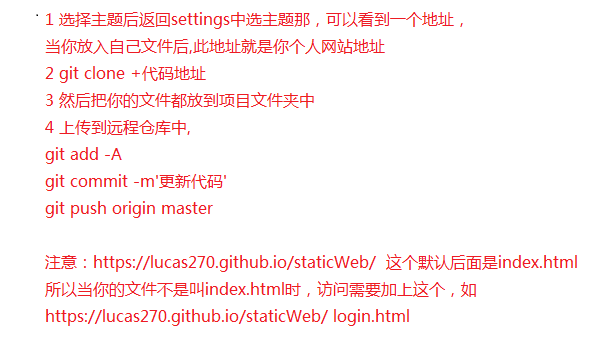 1 选择主题后返回settings中选主题那，可以看到一个地址，
当你放入自己文件后,此地址就是你个人网站地址
2 git clone +代码地址
3 然后把你的文件都放到项目文件夹中
4 上传到远程仓库中,
git add -A
git commit -m'更新代码'
git push origin master
注意：https://lucas270.github.io/staticWeb/ 这个默认后面是index.html
所以当你的文件不是叫index.html时，访问需要加上这个，如
https://lucas270.github.io/staticWeb/ login.html